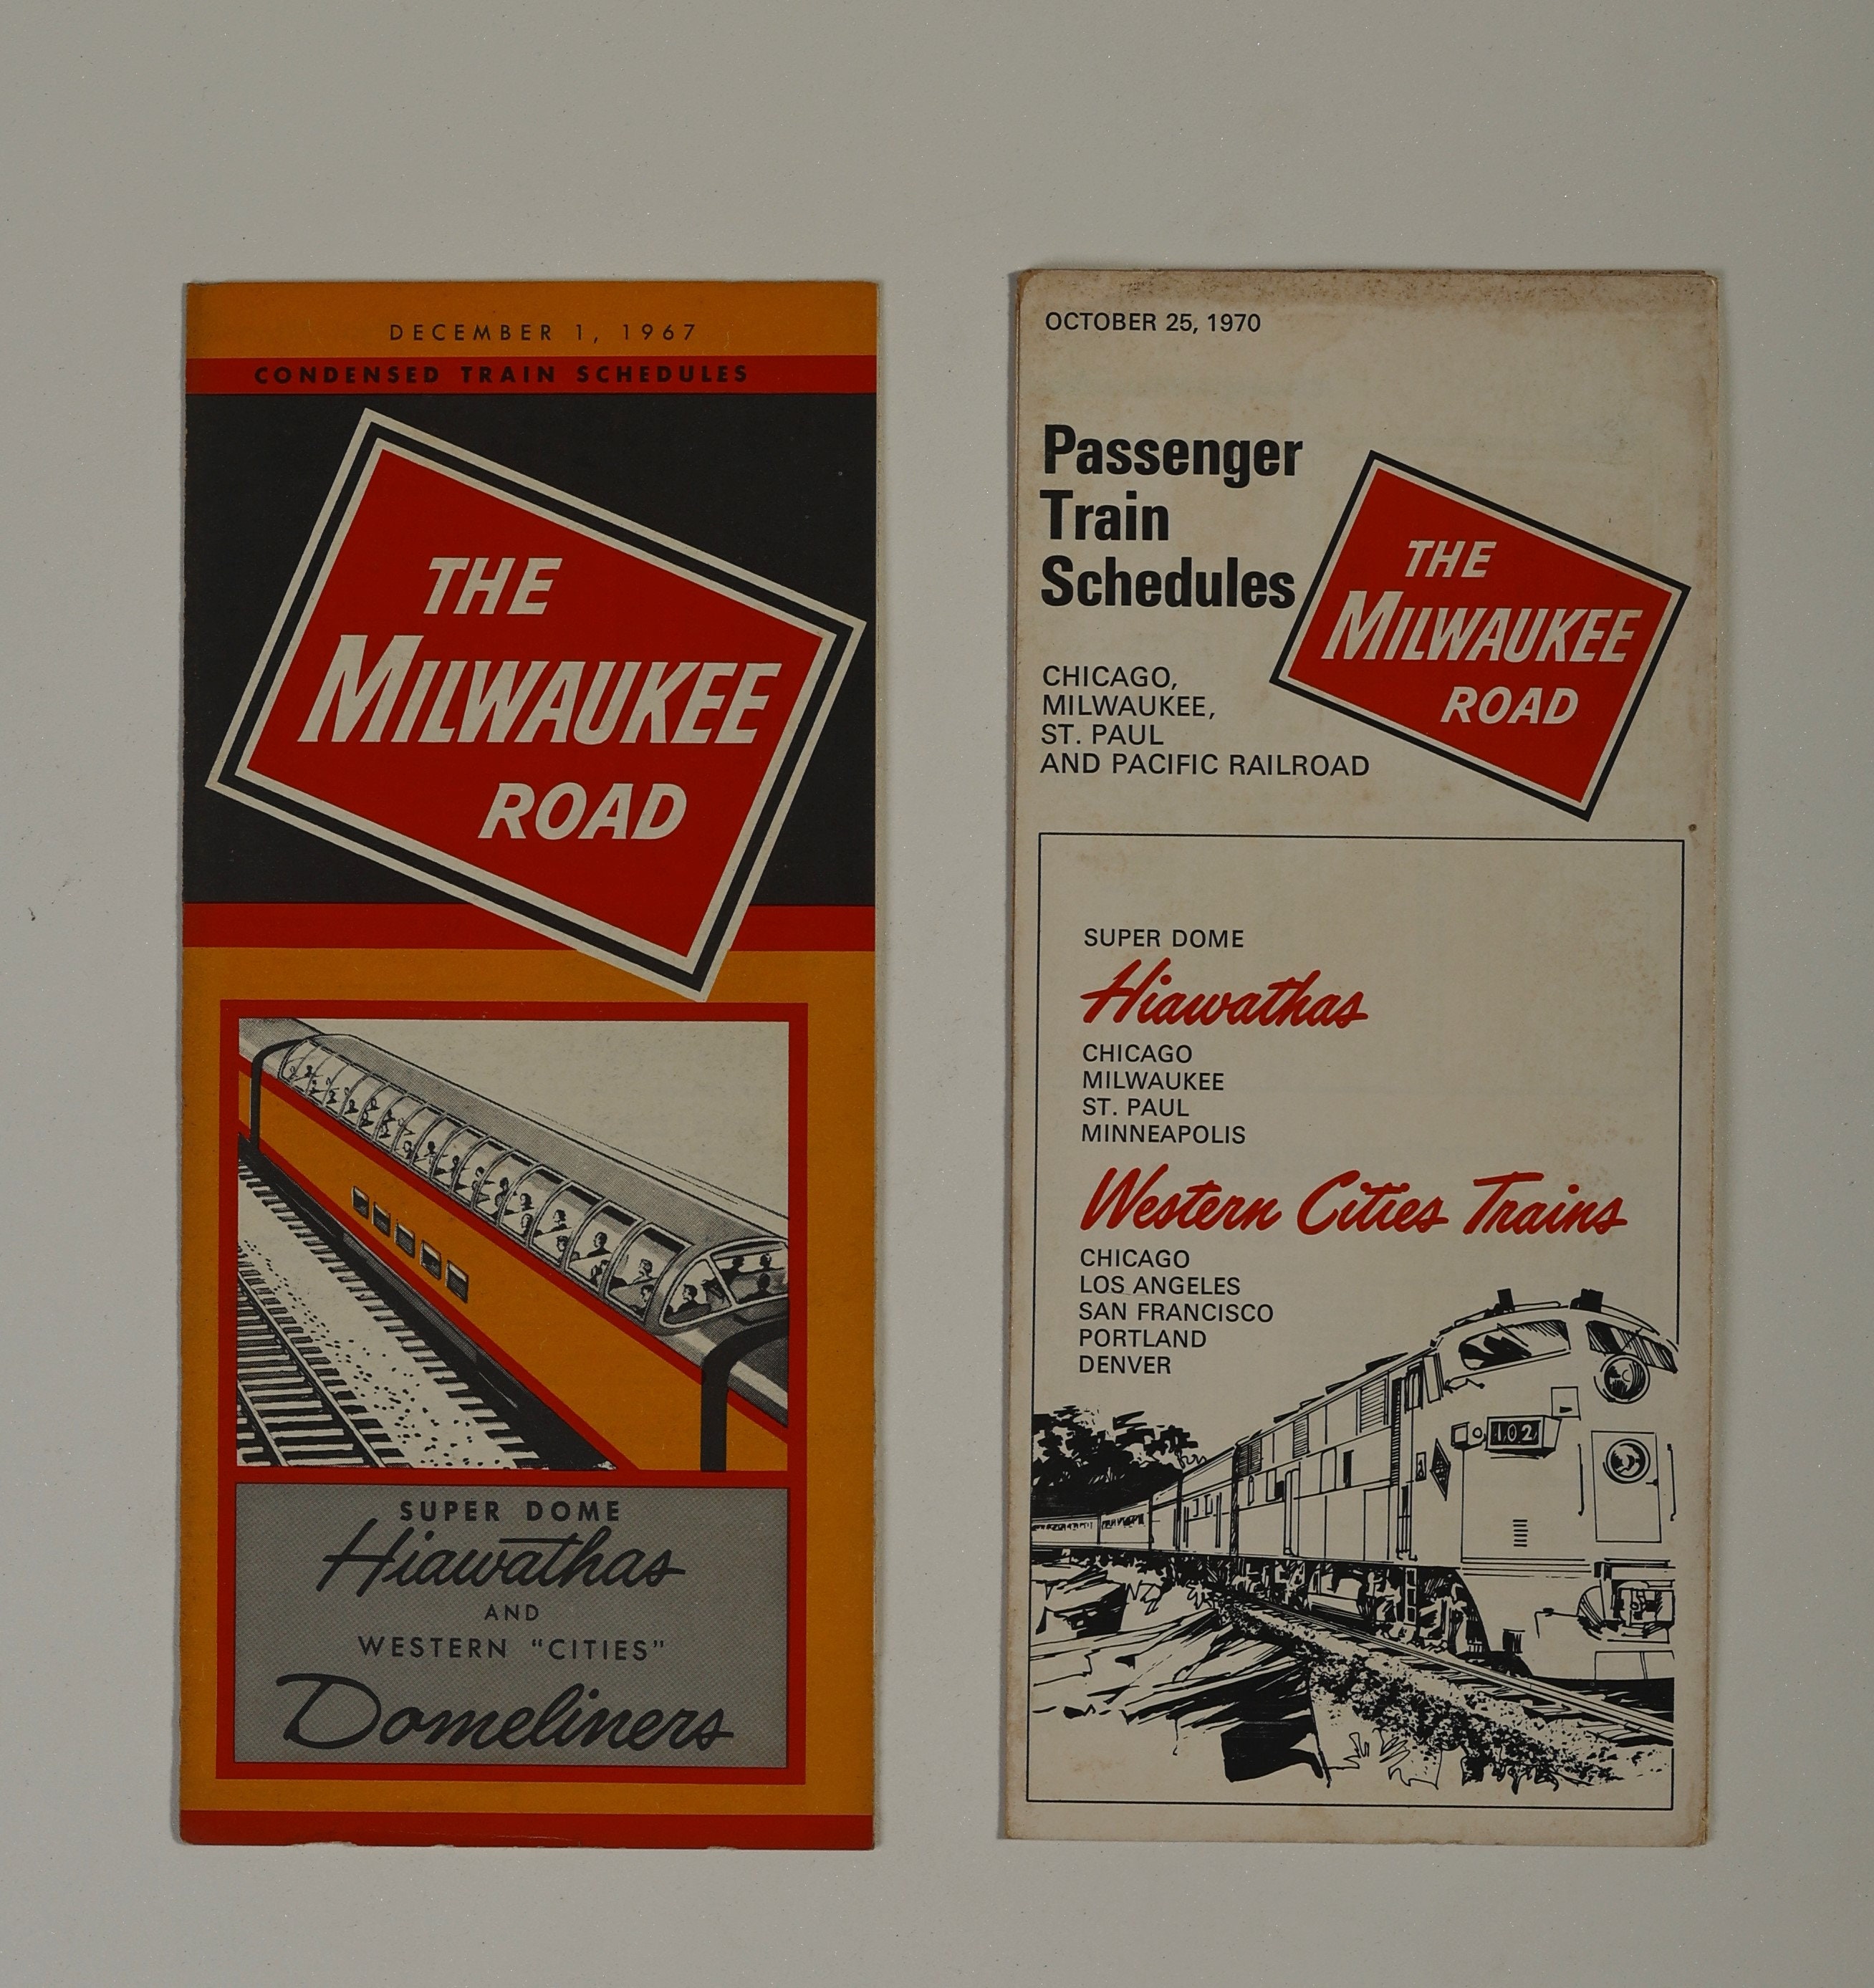 DECEMBER 1, 1967
CONDENSED TRAIN SCHEDULES
THE
MILWAUKEE
ROAD
SUPER DOME
Hiawathas
AND
WESTERN "CITIES"
Domeliners
OCTOBER 25, 1970
Passenger
Train
Schedules
THE
MILWAUKEE
ROAD
CHICAGO,
MILWAUKEE,
ST. PAUL
AND PACIFIC RAILROAD
SUPER DOME
Hiawathas
CHICAGO
MILWAUKEE
ST. PAUL
MINNEAPOLIS
Western Cities Trains
CHICAGO
LOS ANGELES
SAN FRANCISCO
PORTLAND
DENVER
102